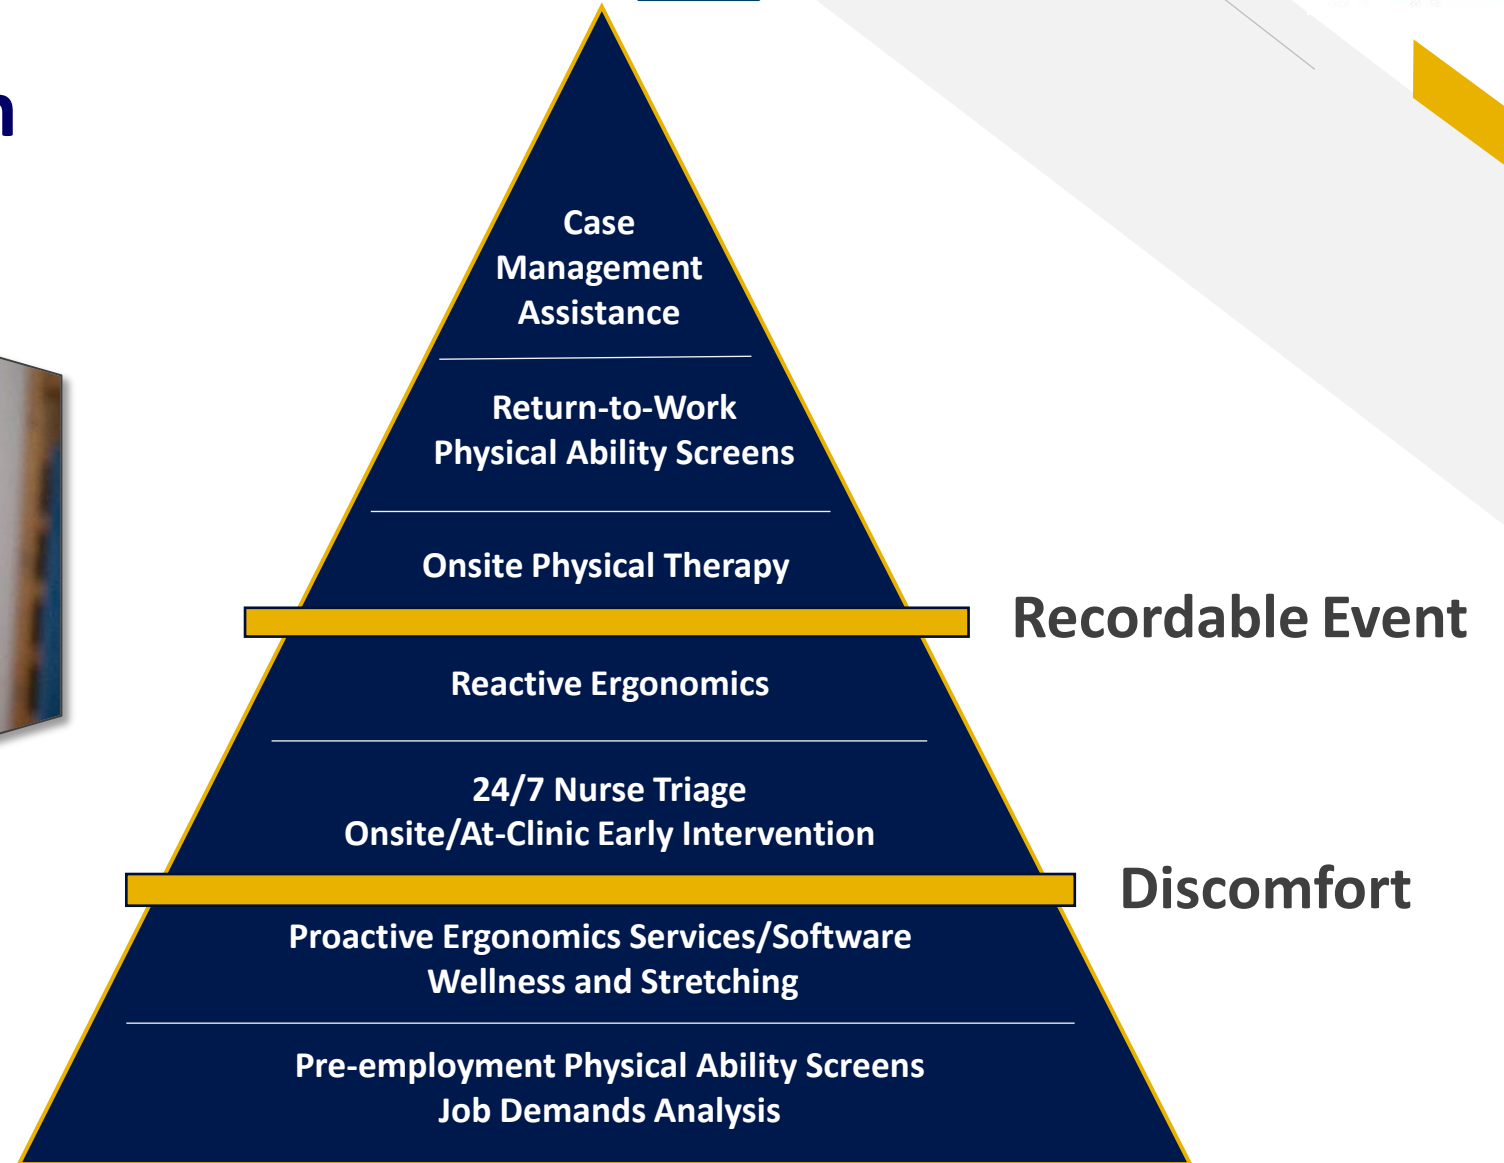 Case
Management
Assistance
Return-to-Work
Physical Ability Screens
Onsite Physical Therapy
Recordable Event
Reactive Ergonomics
24/7 Nurse Triage
Onsite/At-Clinic Early Intervention
Discomfort
Proactive Ergonomics Services/Software
Wellness and Stretching
Pre-employment Physical Ability Screens
Job Demands Analysis